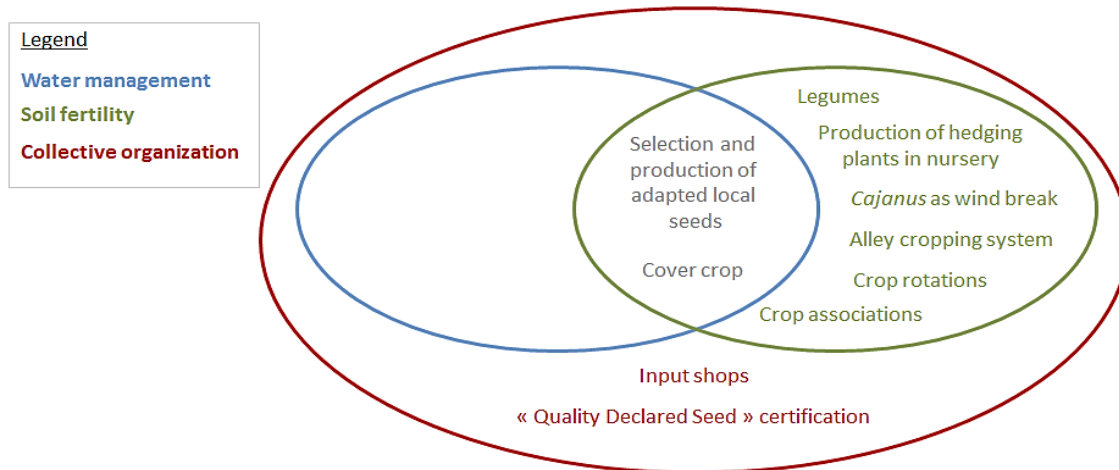 Legend
Water management
Soil fertility
Collective organization
Legumes
Production of hedging
plants in nursery
Cajanus as wind break
Alley cropping system
Crop rotations
Crop associations
Selection and
production of
adapted local
seeds
Cover crop
Input shops
« Quality Declared Seed » certification